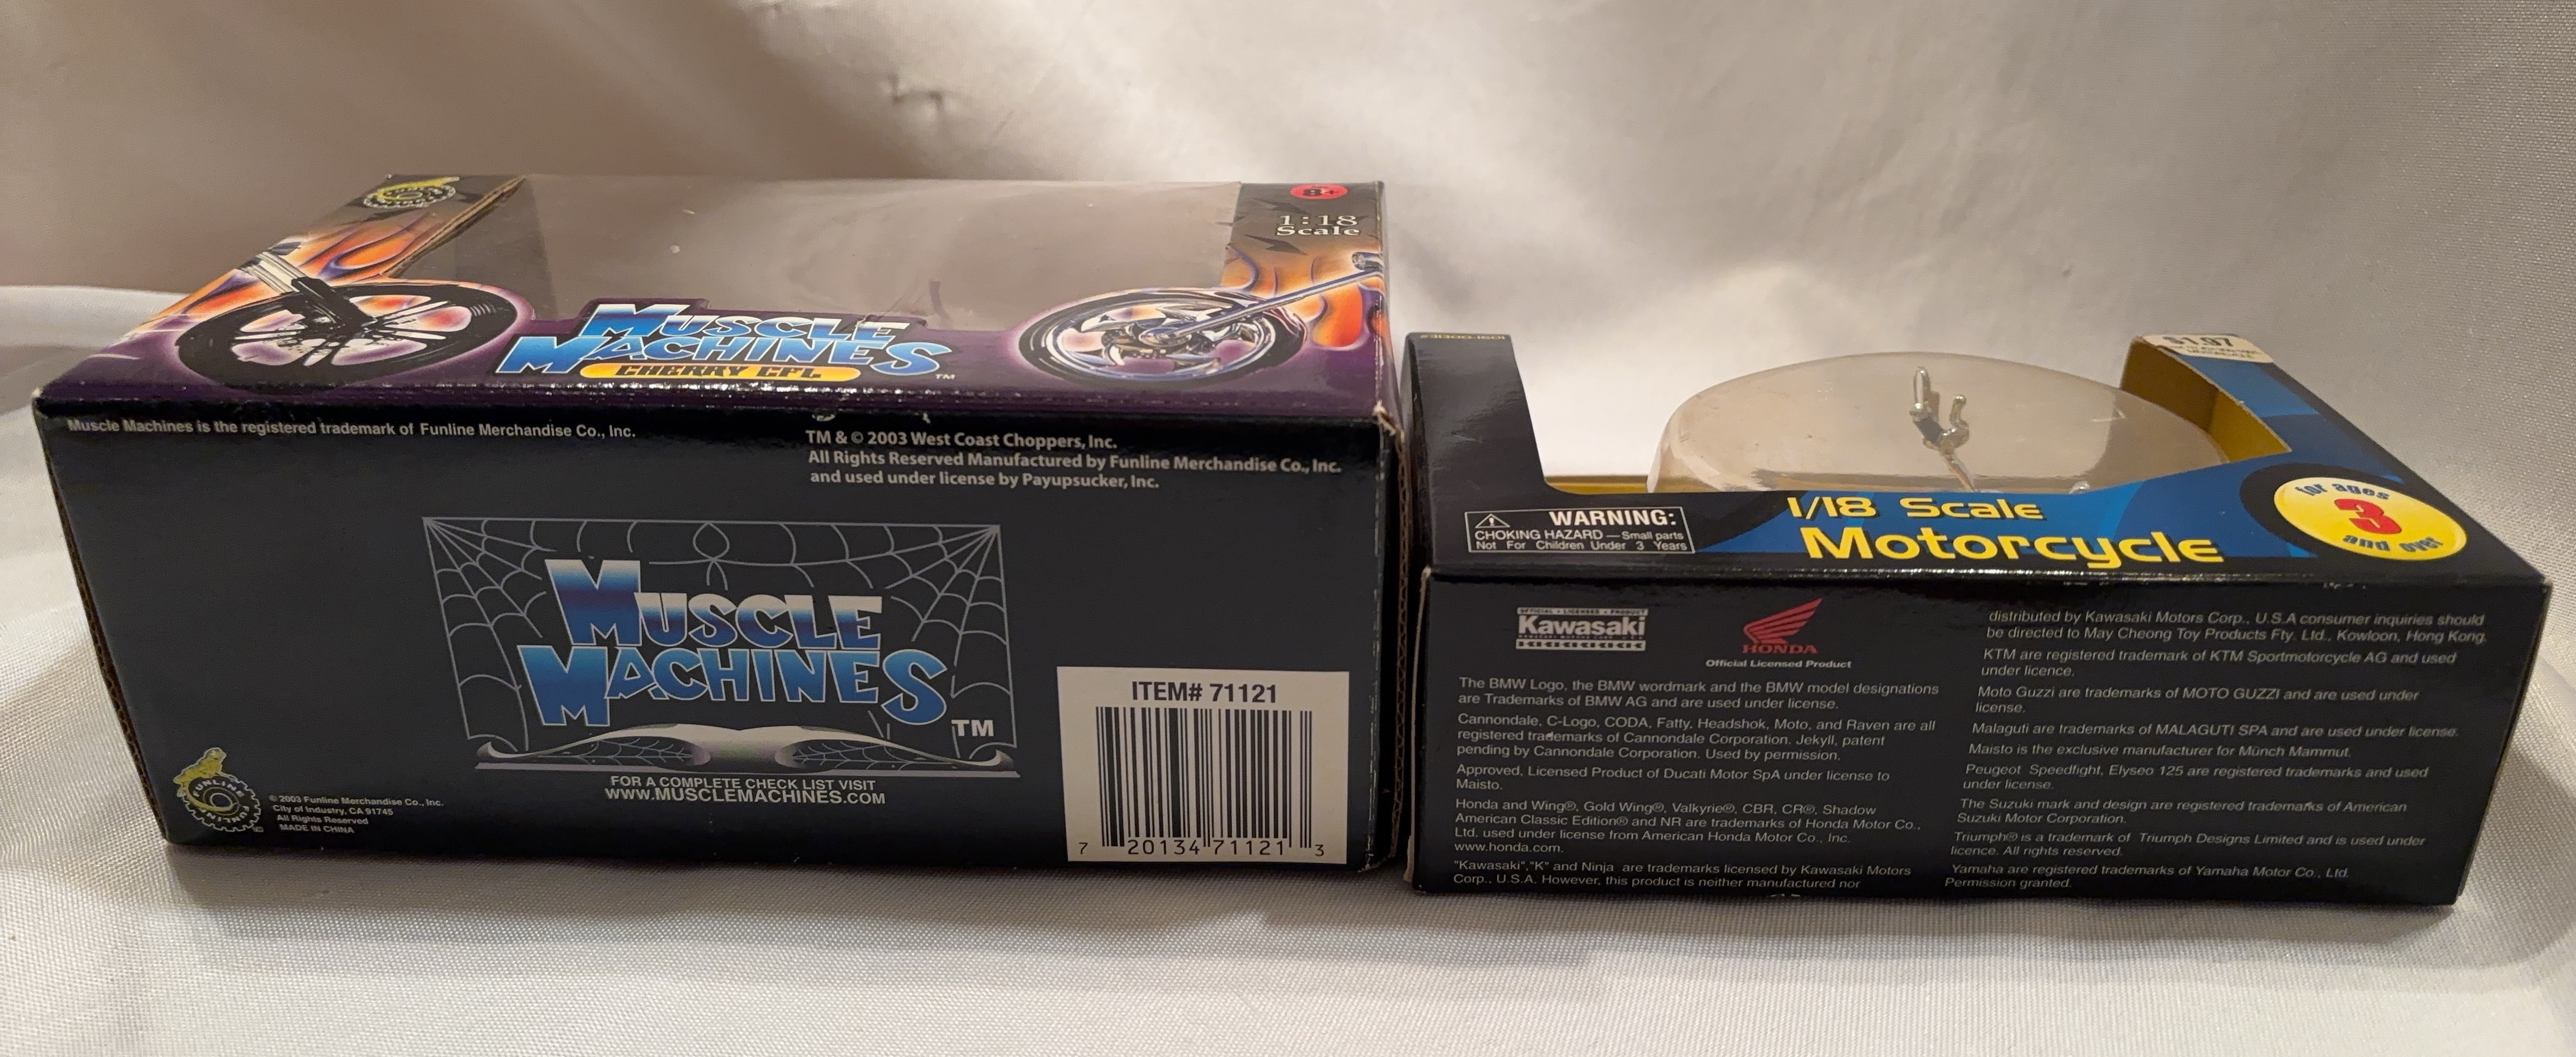 8+
1:18
Scale
MUSCLE
MACHINES™
CHERRY CFL
Muscle Machines is the registered trademark of Funline Merchandise Co., Inc.
TM & © 2003 West Coast Choppers, Inc.
All Rights Reserved Manufactured by Funline Merchandise Co., Inc.
and used under license by Payupsucker, Inc.
MUSCLE
MACHINES
TM
FOR A COMPLETE CHECK LIST VISIT
WWW.MUSCLEMACHINES.COM
FUNLINE FUNLINE
© 2003 Funline Merchandise Co., Inc.
City of Industry, CA 91745
All Rights Reserved
MADE IN CHINA
ITEM# 71121
7 20134 71121 3
$1.97
WARNING:
CHOKING HAZARD — Small parts
Not For Children Under 3 Years
1/18 Scale
Motorcycle
for ages
3
and over
OFFICIAL • LICENSED • PRODUCT
Kawasaki
HONDA
Official Licensed Product
The BMW Logo, the BMW wordmark and the BMW model designations
are Trademarks of BMW AG and are used under license.
Cannondale, C-Logo, CODA, Fatty, Headshok, Moto, and Raven are all
registered trademarks of Cannondale Corporation. Jekyll, patent
pending by Cannondale Corporation. Used by permission.
Approved, Licensed Product of Ducati Motor SpA under license to
Maisto.
Honda and Wing®, Gold Wing®, Valkyrie®, CBR, CR®, Shadow
American Classic Edition® and NR are trademarks of Honda Motor Co.,
Ltd. used under license from American Honda Motor Co., Inc.
www.honda.com.
"Kawasaki","K" and Ninja are trademarks licensed by Kawasaki Motors
Corp., U.S.A. However, this product is neither manufactured nor
distributed by Kawasaki Motors Corp., U.S.A consumer inquiries should
be directed to May Cheong Toy Products Fty. Ltd., Kowloon, Hong Kong.
KTM are registered trademark of KTM Sportmotorcycle AG and used
under licence.
Moto Guzzi are trademarks of MOTO GUZZI and are used under
license.
Malaguti are trademarks of MALAGUTI SPA and are used under license.
Maisto is the exclusive manufacturer for Münch Mammut.
Peugeot Speedfight, Elyseo 125 are registered trademarks and used
under license.
The Suzuki mark and design are registered trademarks of American
Suzuki Motor Corporation.
Triumph® is a trademark of Triumph Designs Limited and is used under
licence. All rights reserved.
Yamaha are registered trademarks of Yamaha Motor Co., Ltd.
Permission granted.